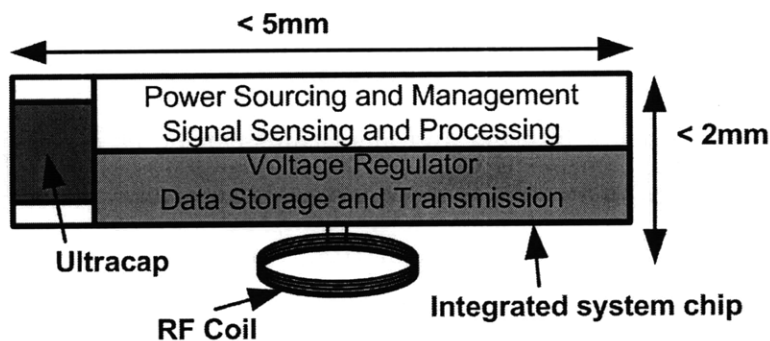 < 5mm
Power Sourcing and Management
Signal Sensing and Processing
< 2mm
Voltage Regulator
Data Storage and Transmission
Ultracap
RF Coil
Integrated system chip